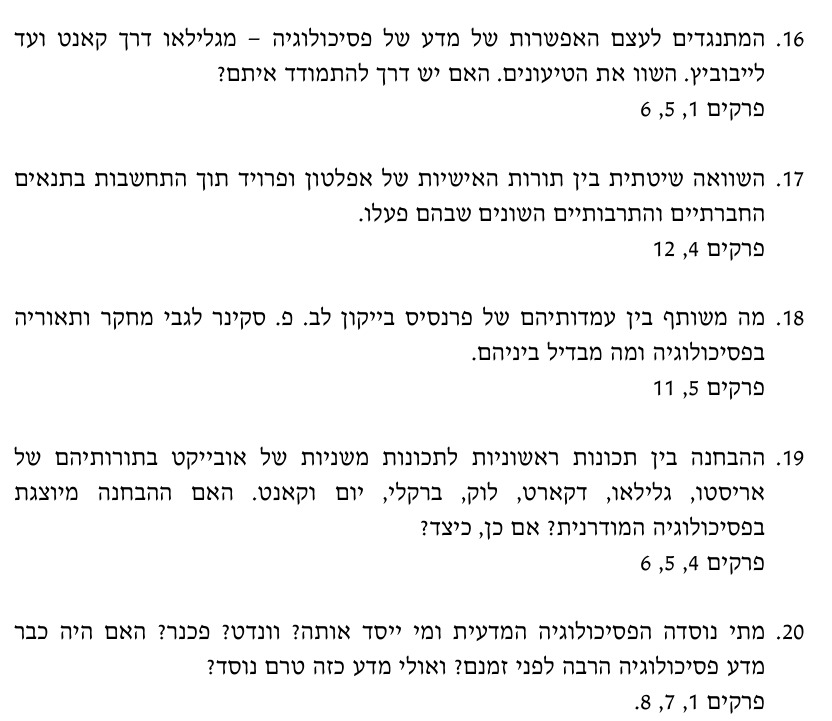 16. המתנגדים לעצם האפשרות של מדע של פסיכולוגיה – מגלילאו דרך קאנט ועד
לייבוביץ. השוו את הטיעונים. האם יש דרך להתמודד איתם?
פרקים 1, 5, 6
17. השוואה שיטתית בין תורות האישיות של אפלטון ופרויד תוך התחשבות בתנאים
החברתיים והתרבותיים השונים שבהם פעלו.
פרקים 4, 12
18. מה משותף בין עמדותיהם של פרנסיס בייקון לב. פ. סקינר לגבי מחקר ותאוריה
בפסיכולוגיה ומה מבדיל ביניהם.
פרקים 5, 11
19. ההבחנה בין תכונות ראשוניות לתכונות משניות של אובייקט בתורותיהם של
אריסטו, גלילאו, דקארט, לוק, ברקלי, יום וקאנט. האם ההבחנה מיוצגת
בפסיכולוגיה המודרנית? אם כן, כיצד?
פרקים 4, 5, 6
20. מתי נוסדה הפסיכולוגיה המדעית ומי ייסד אותה? וונדט? פכנר? האם היה כבר
מדע פסיכולוגיה הרבה לפני זמנם? ואולי מדע כזה טרם נוסד?
פרקים 1, 7, 8.